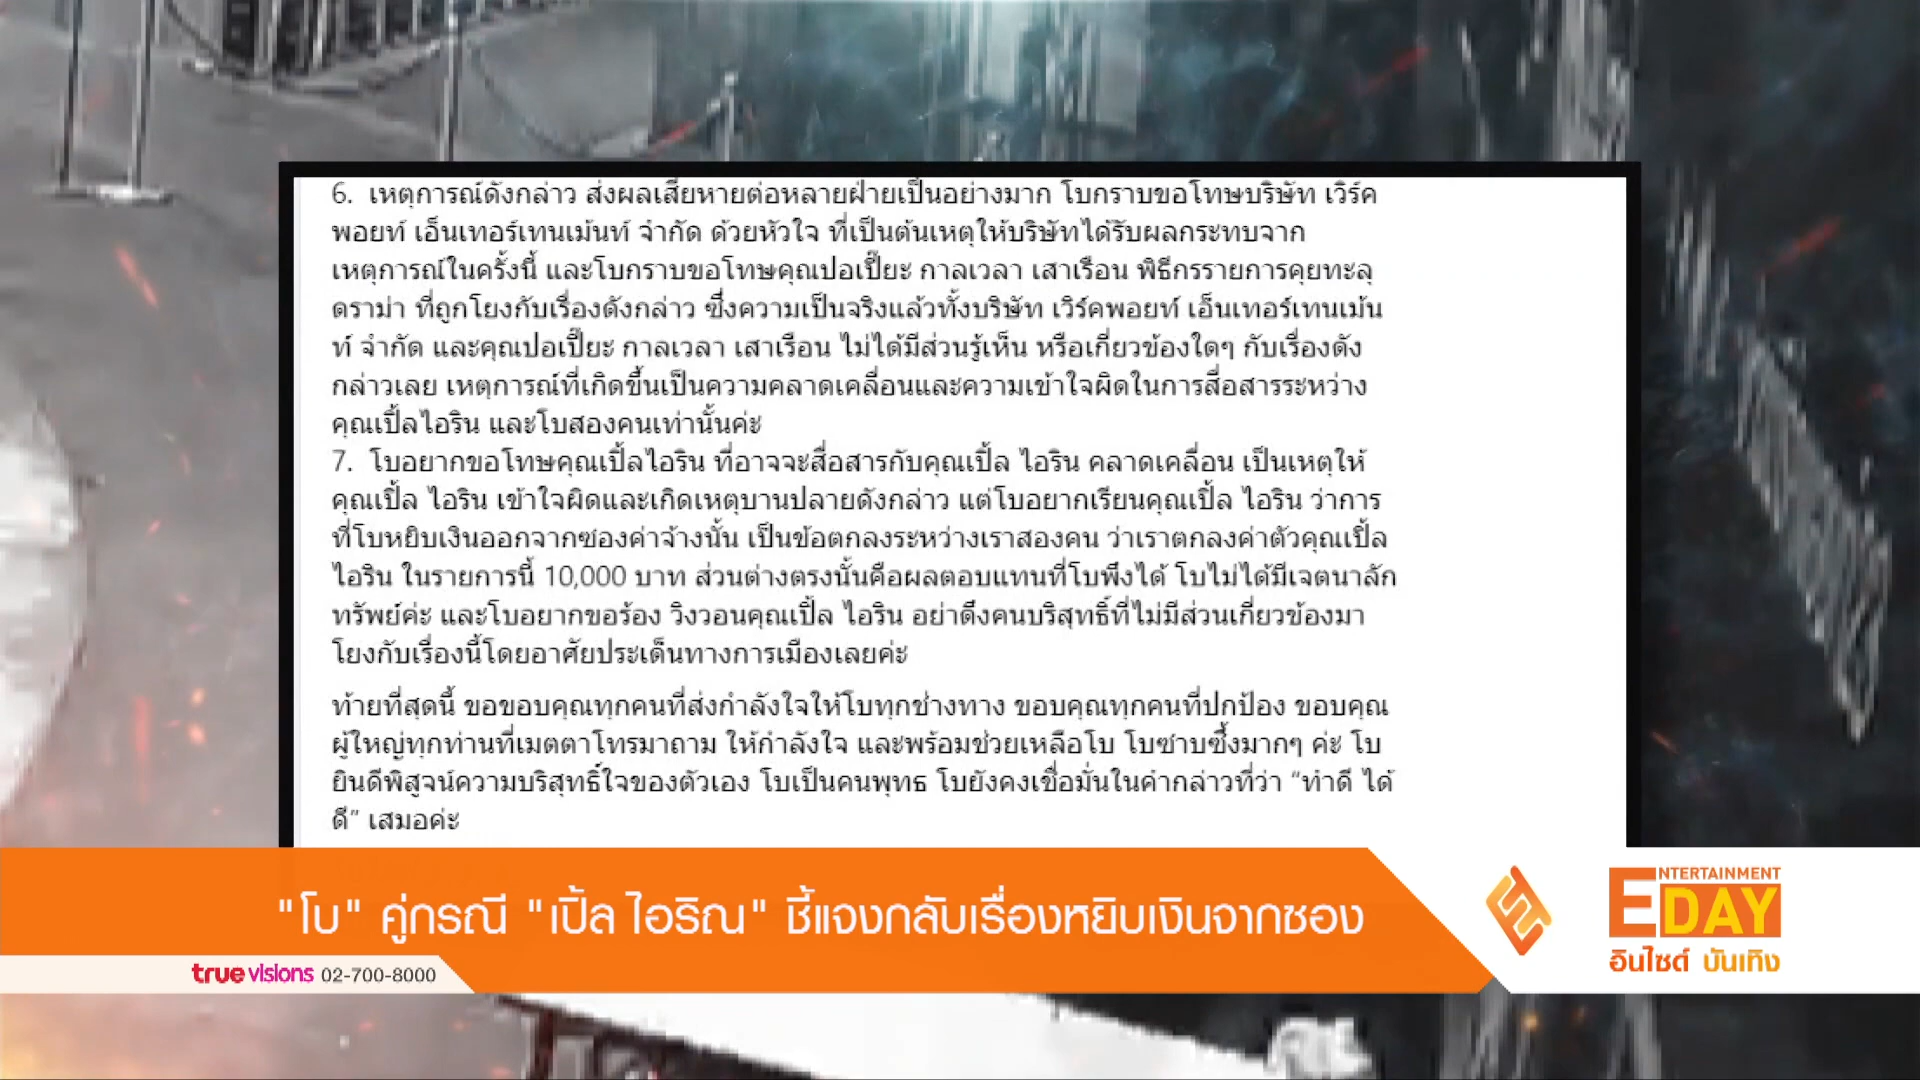 6. เหตุการณ์ดังกล่าว ส่งผลเสียหายต่อหลายฝ่ายเป็นอย่างมาก โบกราบขอโทษบริษัท เวิร์ค
พอยท์ เอ็นเทอร์เทนเม้นท์ จำกัด ด้วยหัวใจ ที่เป็นต้นเหตุให้บริษัทได้รับผลกระทบจาก
เหตุการณ์ในครั้งนี้ และโบกราบขอโทษคุณปอเปี๊ยะ กาลเวลา เสาเรือน พิธีกรรายการคุยทะลุ
ดราม่า ที่ถูกโยงกับเรื่องดังกล่าว ซึ่งความเป็นจริงแล้วทั้งบริษัท เวิร์คพอยท์ เอ็นเทอร์เทนเม้น
ท์ จำกัด และคุณปอเปี๊ยะ กาลเวลา เสาเรือน ไม่ได้มีส่วนรู้เห็น หรือเกี่ยวข้องใดๆ กับเรื่องดัง
กล่าวเลย เหตุการณ์ที่เกิดขึ้นเป็นความคลาดเคลื่อนและความเข้าใจผิดในการสื่อสารระหว่าง
คุณเปิ้ลไอริน และโบสองคนเท่านั้นค่ะ
7. โบอยากขอโทษคุณเปิ้ลไอริน ที่อาจจะสื่อสารกับคุณเปิ้ล ไอริน คลาดเคลื่อน เป็นเหตุให้
คุณเปิ้ล ไอริน เข้าใจผิดและเกิดเหตุบานปลายดังกล่าว แต่โบอยากเรียนคุณเปิ้ล ไอริน ว่าการ
ที่โบหยิบเงินออกจากซองค่าจ้างนั้น เป็นข้อตกลงระหว่างเราสองคน ว่าเราตกลงค่าตัวคุณเปิ้ล
ไอริน ในรายการนี้ 10,000 บาท ส่วนต่างตรงนั้นคือผลตอบแทนที่โบพึงได้ โบไม่ได้มีเจตนาลัก
ทรัพย์ค่ะ และโบอยากขอร้อง วิงวอนคุณเปิ้ล ไอริน อย่าดึงคนบริสุทธิ์ที่ไม่มีส่วนเกี่ยวข้องมา
โยงกับเรื่องนี้โดยอาศัยประเด็นทางการเมืองเลยค่ะ
ท้ายที่สุดนี้ ขอขอบคุณทุกคนที่ส่งกำลังใจให้โบทุกช่างทาง ขอบคุณทุกคนที่ปกป้อง ขอบคุณ
ผู้ใหญ่ทุกท่านที่เมตตาโทรมาถาม ให้กำลังใจ และพร้อมช่วยเหลือโบ โบซาบซึ้งมากๆ ค่ะ โบ
ยินดีพิสูจน์ความบริสุทธิ์ใจของตัวเอง โบเป็นคนพุทธ โบยังคงเชื่อมั่นในคำกล่าวที่ว่า “ทำดี ได้
ดี” เสมอค่ะ
"โบ" คู่กรณี "เปิ้ล ไอริณ" ชี้แจงกลับเรื่องหยิบเงินจากซอง
ENTERTAINMENT
DAY
อินไซด์ บันเทิง
truevisions 02-700-8000